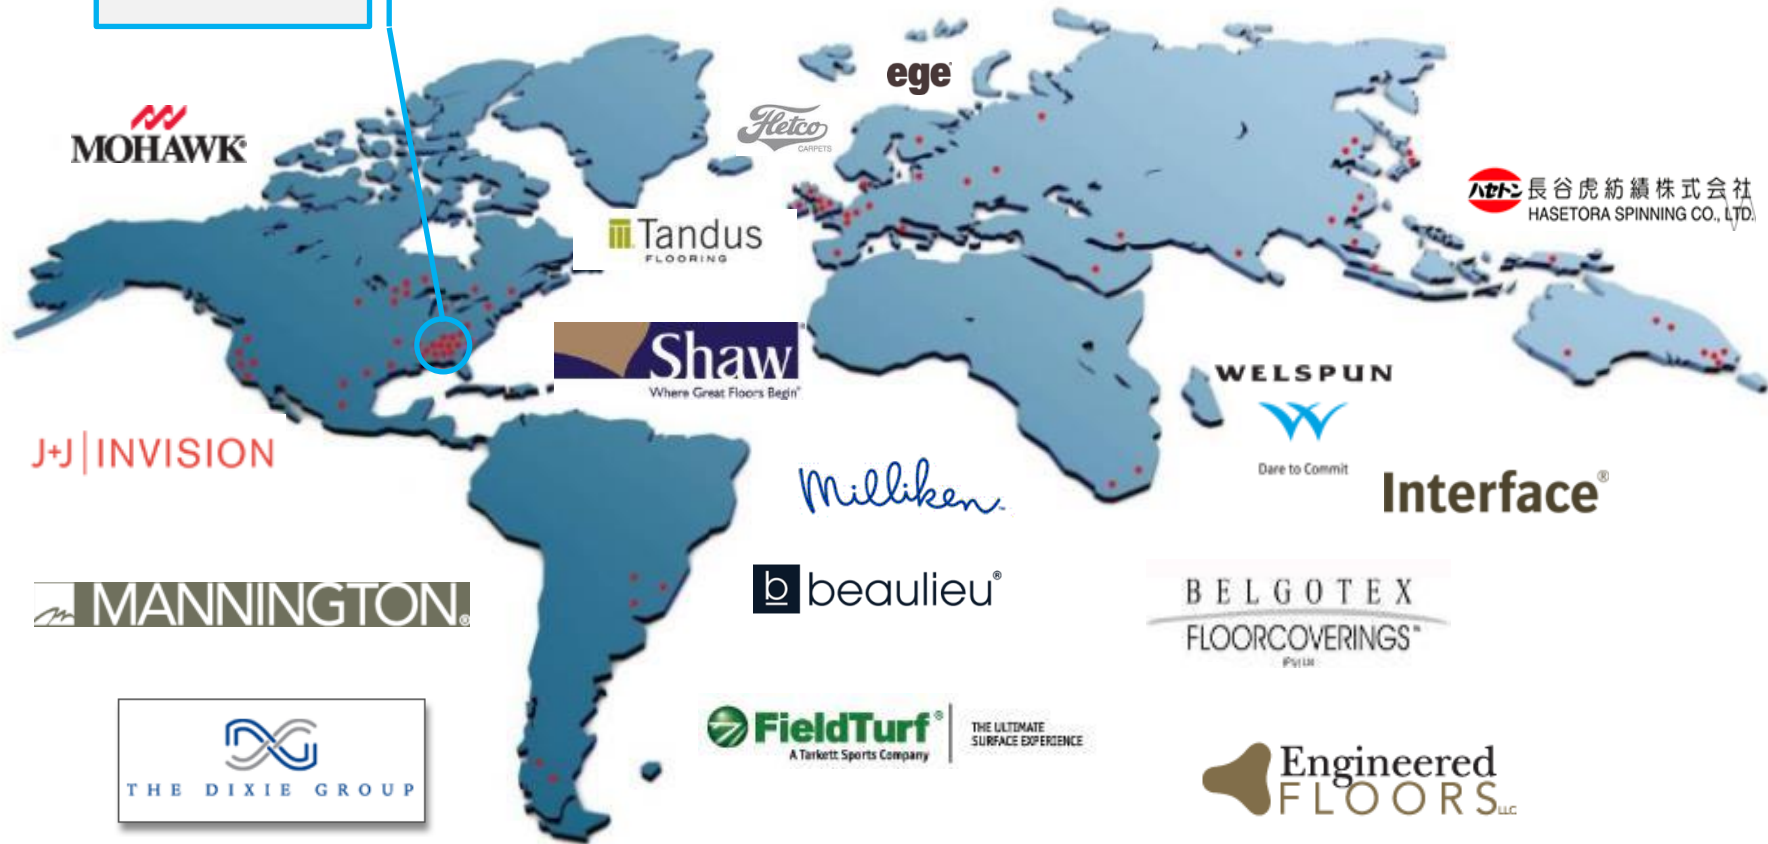 ege
Hetco
CARPETS
MOHAWK
ハセトラ 長谷虎紡績株式会社
HASETORA SPINNING CO., LTD.
Tandus
FLOORING
Shaw
Where Great Floors Begin®
WELSPUN
Dare to Commit
J+J | INVISION
Milliken™
Interface®
MANNINGTON®
b beaulieu®
BELGOTEX
FLOORCOVERINGS
THE DIXIE GROUP
FieldTurf®
A Tarkett Sports Company
THE ULTIMATE
SURFACE EXPERIENCE
Engineered
FLOORS LLC